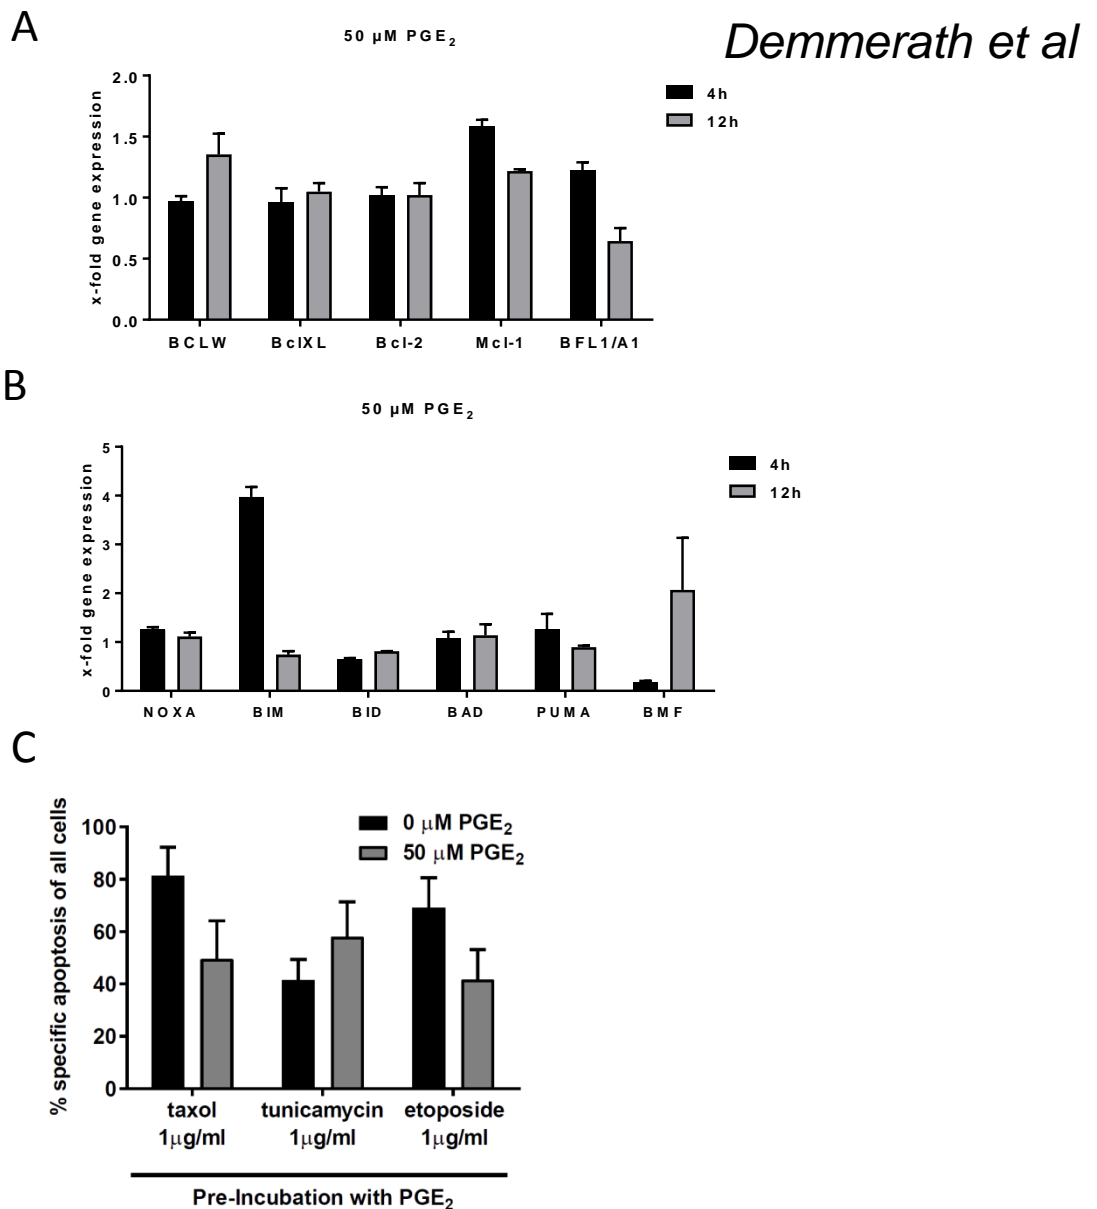 A
50 µM PGE2
Demmerath et al
4h
12h
x-fold gene expression
2.0
1.5
1.0
0.5
0.0
BCLW BclXL Bcl-2 Mcl-1 BFL1/A1
B
50 µM PGE2
4h
12h
x-fold gene expression
5
4
3
2
1
0
NOXA BIM BID BAD PUMA BMF
C
0 µM PGE2
50 µM PGE2
% specific apoptosis of all cells
100
80
60
40
20
0
taxol tunicamycin etoposide
1µg/ml 1µg/ml 1µg/ml
Pre-Incubation with PGE2